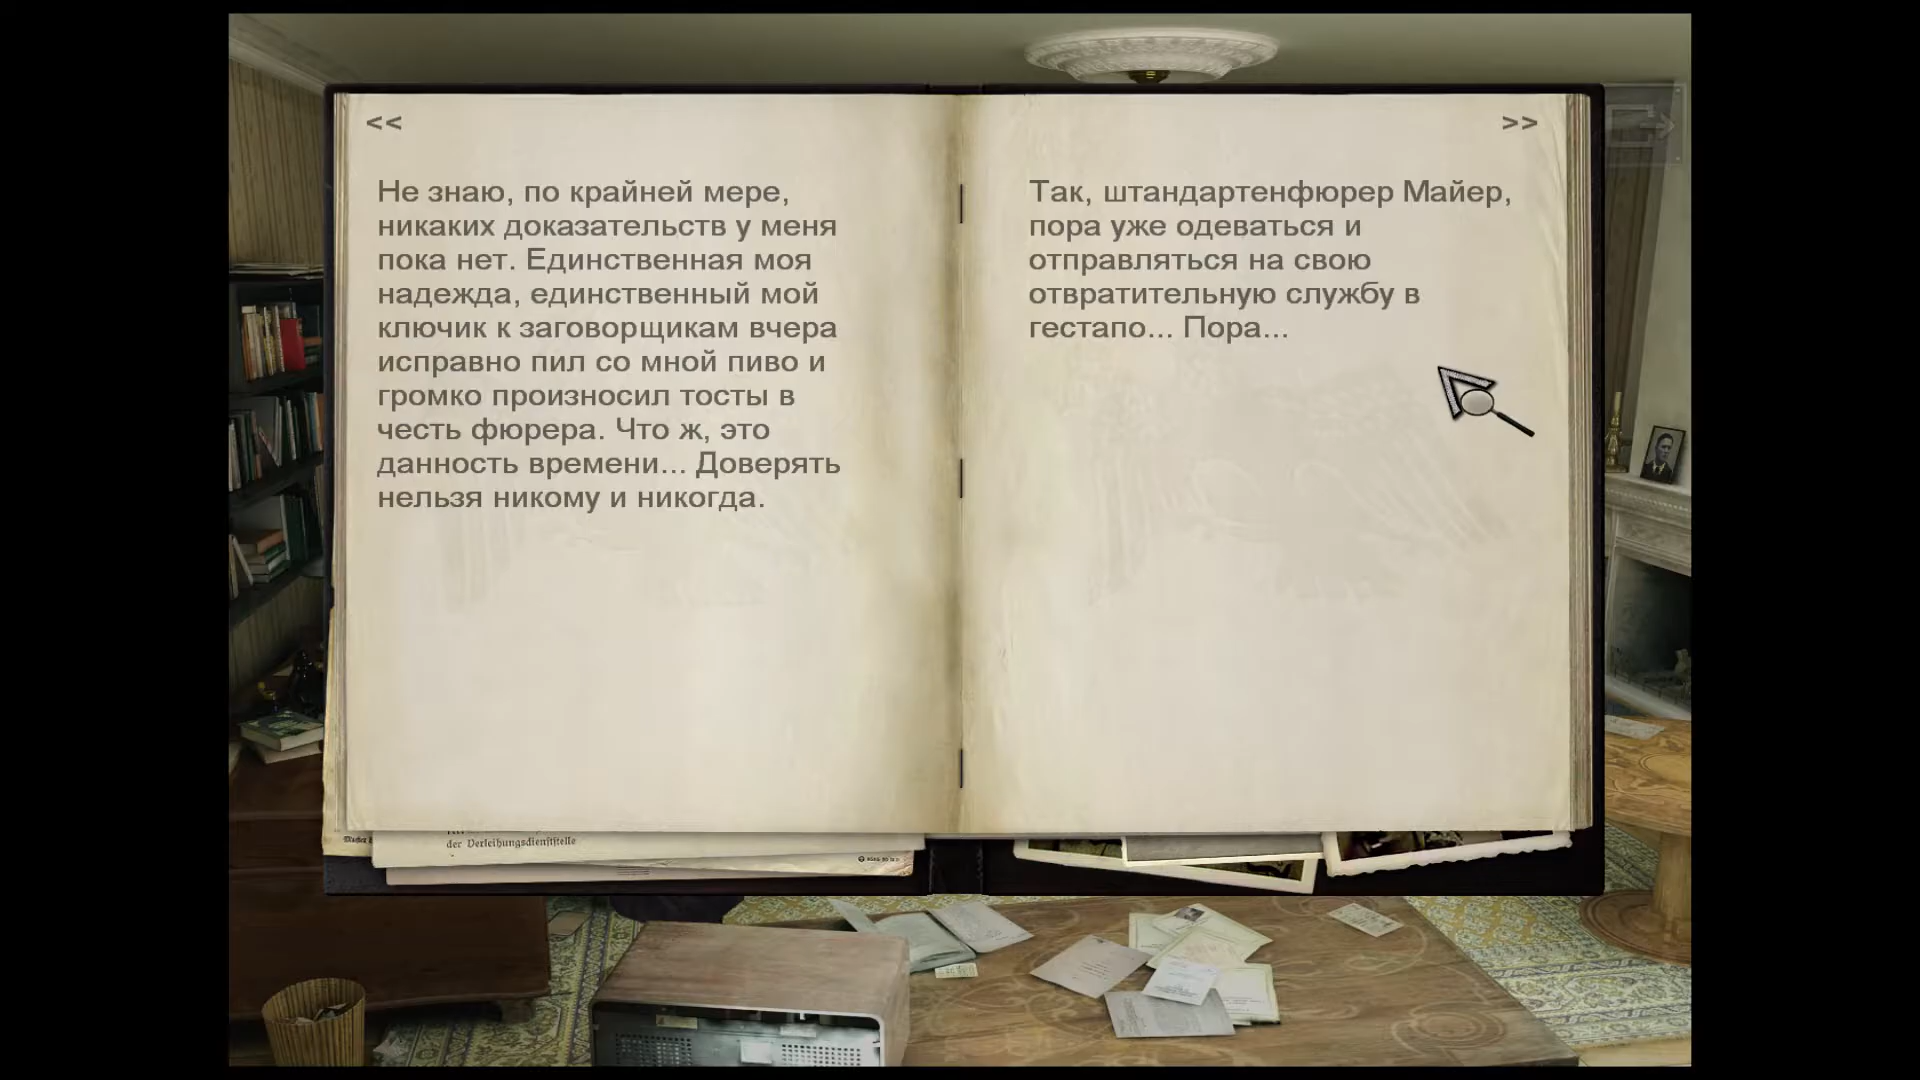 << >>
Не знаю, по крайней мере,
никаких доказательств у меня
пока нет. Единственная моя
надежда, единственный мой
ключик к заговорщикам вчера
исправно пил со мной пиво и
громко произносил тосты в
честь фюрера. Что ж, это
данность времени... Доверять
нельзя никому и никогда.
Так, штандартенфюрер Майер,
пора уже одеваться и
отправляться на свою
отвратительную службу в
гестапо... Пора...
der Verleihungsdienststelle